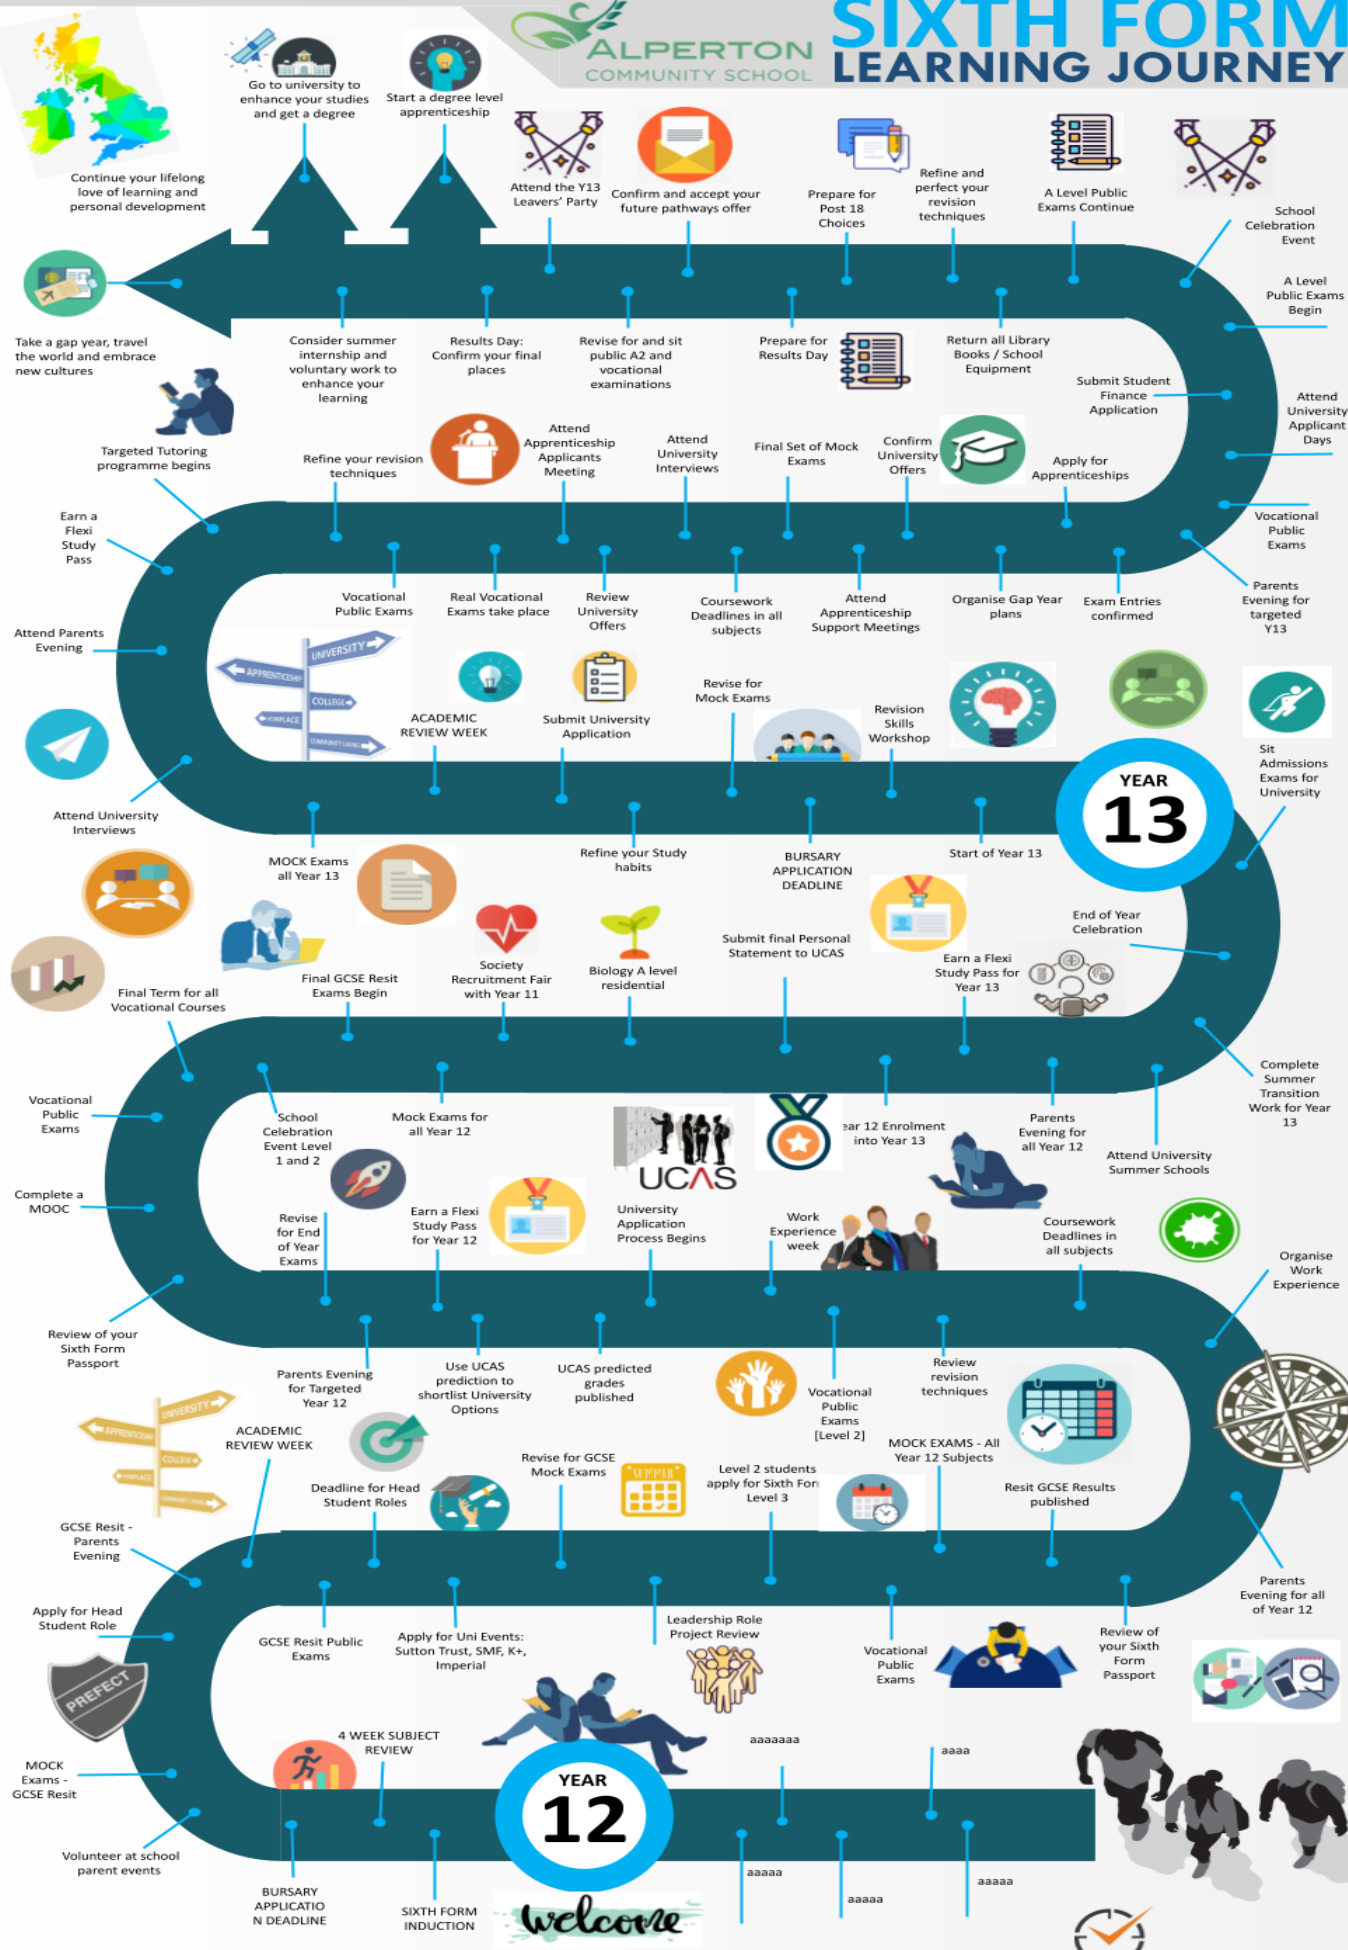 SIXTH FORM
LEARNING JOURNEY
ALPERTON
COMMUNITY SCHOOL
Go to university to
enhance your studies
and get a degree
Start a degree level
apprenticeship
Continue your lifelong
love of learning and
personal development
Attend the Y13
Leavers' Party
Confirm and accept your
future pathways offer
Prepare for
Post 18
Choices
Refine and
perfect your
revision
techniques
A Level Public
Exams Continue
School
Celebration
Event
A Level
Public Exams
Begin
Take a gap year, travel
the world and embrace
new cultures
Consider summer
internship and
voluntary work to
enhance your
learning
Results Day:
Confirm your final
places
Revise for and sit
public A2 and
vocational
examinations
Prepare for
Results Day
Return all Library
Books / School
Equipment
Submit Student
Finance
Application
Attend
University
Applicant
Days
Targeted Tutoring
programme begins
Refine your revision
techniques
Attend
Apprenticeship
Applicants
Meeting
Attend
University
Interviews
Final Set of Mock
Exams
Confirm
University
Offers
Apply for
Apprenticeships
Vocational
Public
Exams
Earn a
Flexi
Study
Pass
Vocational
Public Exams
Real Vocational
Exams take place
Review
University
Offers
Coursework
Deadlines in all
subjects
Attend
Apprenticeship
Support Meetings
Organise Gap Year
plans
Exam Entries
confirmed
Parents
Evening for
targeted
Y13
Attend Parents
Evening
UNIVERSITY
APPRENTICESHIP
COLLEGE
WORKPLACE
COMMUNITY LIVING
ACADEMIC
REVIEW WEEK
Submit University
Application
Revise for
Mock Exams
Revision
Skills
Workshop
Sit
Admissions
Exams for
University
YEAR
13
Attend University
Interviews
MOCK Exams
all Year 13
Refine your Study
habits
BURSARY
APPLICATION
DEADLINE
Start of Year 13
End of Year
Celebration
Final Term for all
Vocational Courses
Final GCSE Resit
Exams Begin
Society
Recruitment Fair
with Year 11
Biology A level
residential
Submit final Personal
Statement to UCAS
Earn a Flexi
Study Pass for
Year 13
Complete
Summer
Transition
Work for Year
13
Vocational
Public
Exams
School
Celebration
Event Level
1 and 2
Mock Exams for
all Year 12
UCAS
ear 12 Enrolment
into Year 13
Parents
Evening for
all Year 12
Attend University
Summer Schools
Complete a
MOOC
Revise
for End
of Year
Exams
Earn a Flexi
Study Pass
for Year 12
University
Application
Process Begins
Work
Experience
week
Coursework
Deadlines in
all subjects
Organise
Work
Experience
Review of your
Sixth Form
Passport
Parents Evening
for Targeted
Year 12
Use UCAS
prediction to
shortlist University
Options
UCAS predicted
grades
published
Vocational
Public
Exams
[Level 2]
Review
revision
techniques
UNIVERSITY
APPRENTICESHIP
COLLEGE
WORKPLACE
COMMUNITY LIVING
ACADEMIC
REVIEW WEEK
Deadline for Head
Student Roles
Revise for GCSE
Mock Exams
SUMMER
Level 2 students
apply for Sixth Form
Level 3
MOCK EXAMS - All
Year 12 Subjects
Resit GCSE Results
published
GCSE Resit -
Parents
Evening
Parents
Evening for all
of Year 12
Apply for Head
Student Role
GCSE Resit Public
Exams
Apply for Uni Events:
Sutton Trust, SMF, K+,
Imperial
Leadership Role
Project Review
Vocational
Public
Exams
Review of
your Sixth
Form
Passport
PREFECT
4 WEEK SUBJECT
REVIEW
aaaaaaa
aaaa
MOCK
Exams -
GCSE Resit
YEAR
12
Volunteer at school
parent events
BURSARY
APPLICATIO
N DEADLINE
SIXTH FORM
INDUCTION
welcome
aaaaa
aaaaa
aaaaa